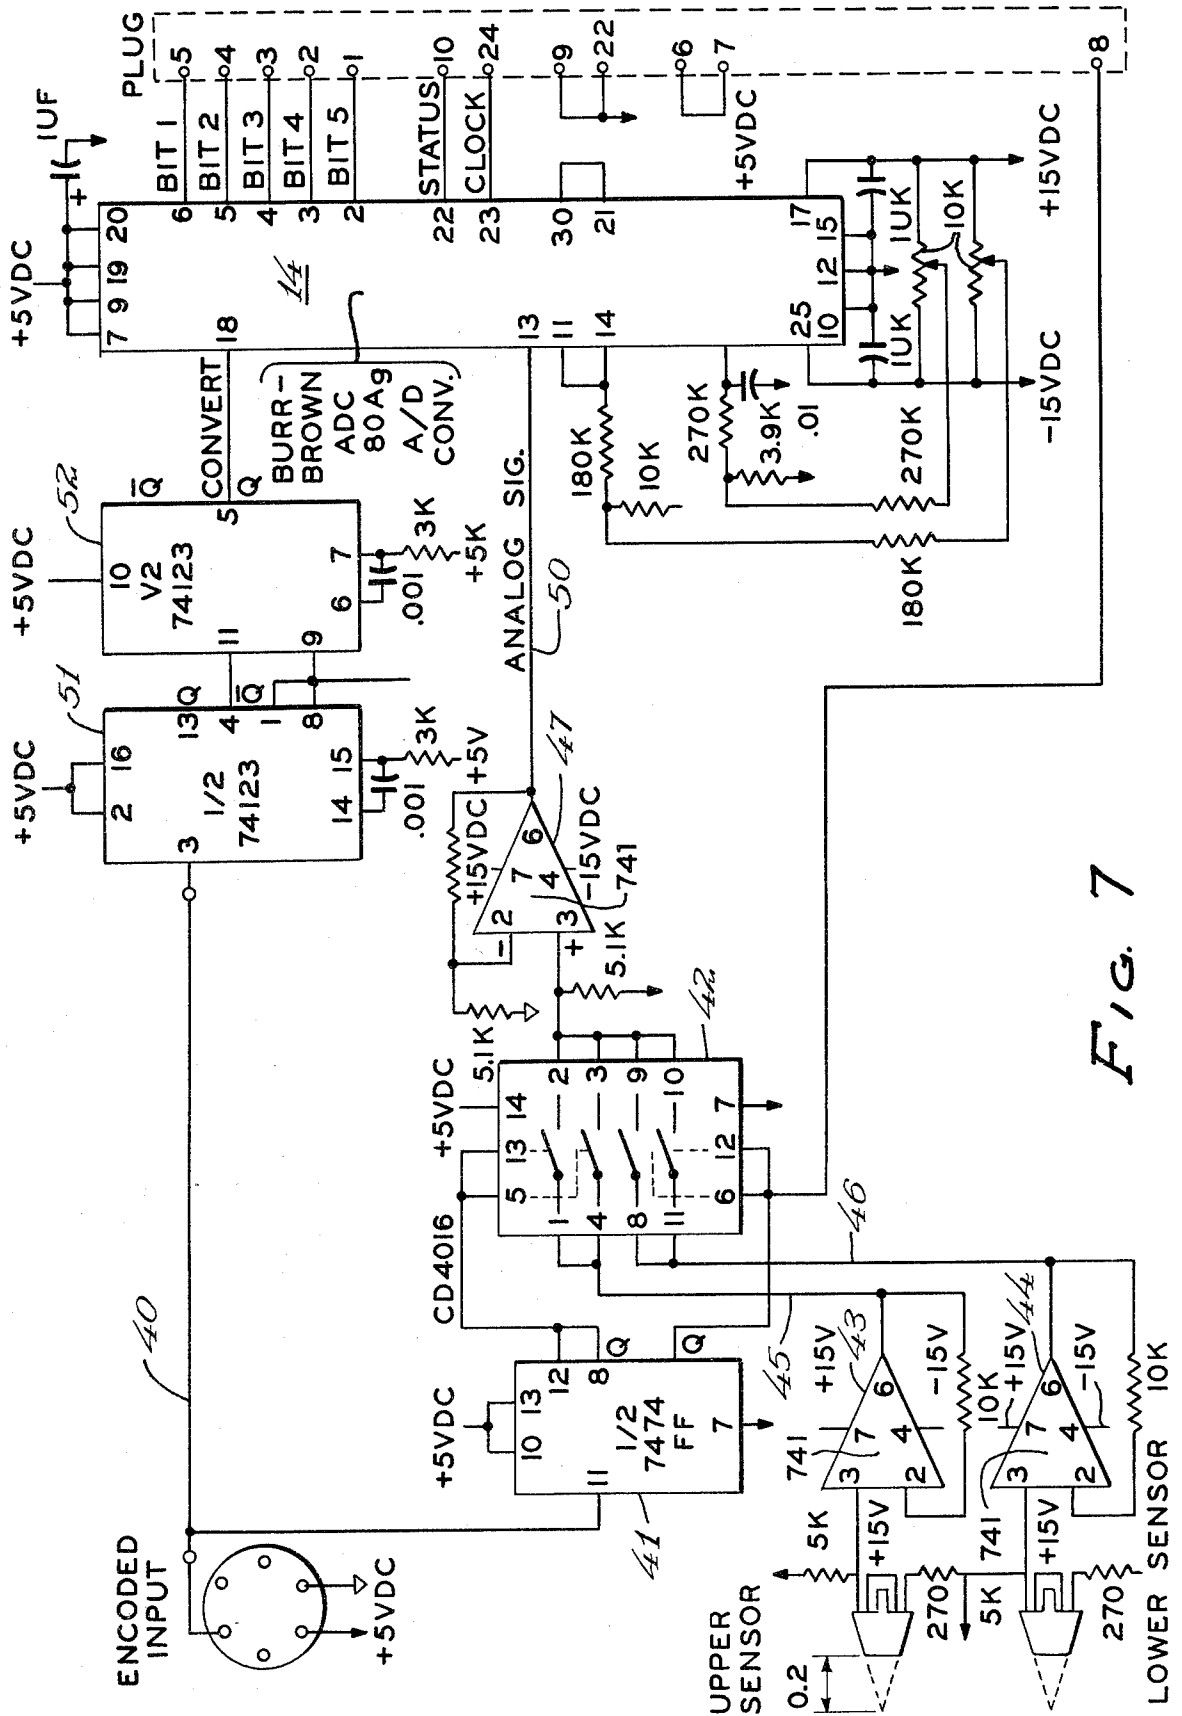 PLUG
+5VDC
1UF
+
7
9
19
20
6
BIT 1
5
5
BIT 2
4
4
BIT 3
3
3
BIT 4
2
2
BIT 5
1
22
STATUS
10
23
CLOCK
24
30
9
21
22
6
7
+5VDC
8
14
18
CONVERT
BURR-
BROWN
ADC
80Ag
A/D
CONV.
13
11
14
17
15
12
10
25
1UK
1UK
10K
+15VDC
-15VDC
180K
10K
270K
3.9K
.01
270K
180K
+5VDC
52
10
V2
74123
Q
5
Q
11
9
6
7
.001
3K
+5K
+5VDC
51
2
16
3
1/2
74123
13
Q
4
Q
1
8
14
15
.001
3K
+5V
ANALOG SIG.
50
+15VDC
47
- 2
7
6
4
+ 3
-15VDC
741
5.1K
5.1K
40
ENCODED
INPUT
+5VDC
+5VDC
10
13
11
12
8
Q
Q
1/2
7474
FF
7
41
CD4016
+5VDC
5
13
14
1
2
4
3
8
9
11
10
6
12
7
42
45
46
UPPER
SENSOR
0.2
5K
+15V
270
741
3
7
6
4
2
+15V
43
-15V
10K
5K
+15V
270
741
3
7
6
4
2
+15V
44
-15V
10K
LOWER SENSOR
FIG. 7